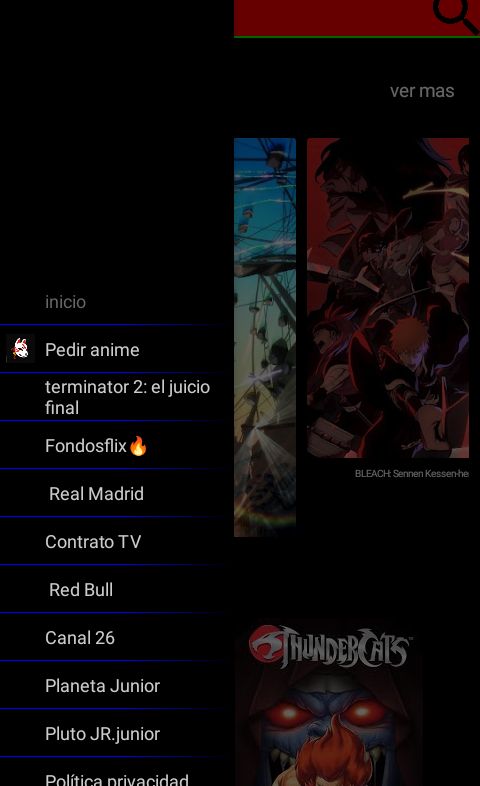 ver mas
inicio
Pedir anime
terminator 2: el juicio
final
Fondosflix🔥
Real Madrid
BLEACH: Sennen Kessen-he
Contrato TV
Red Bull
Canal 26
THUNDERCATS
Planeta Junior
Pluto JR.junior
Política privacidad